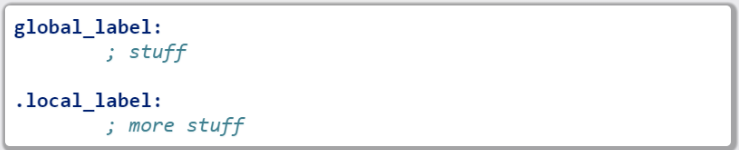 global_label:
; stuff
.local_label:
; more stuff